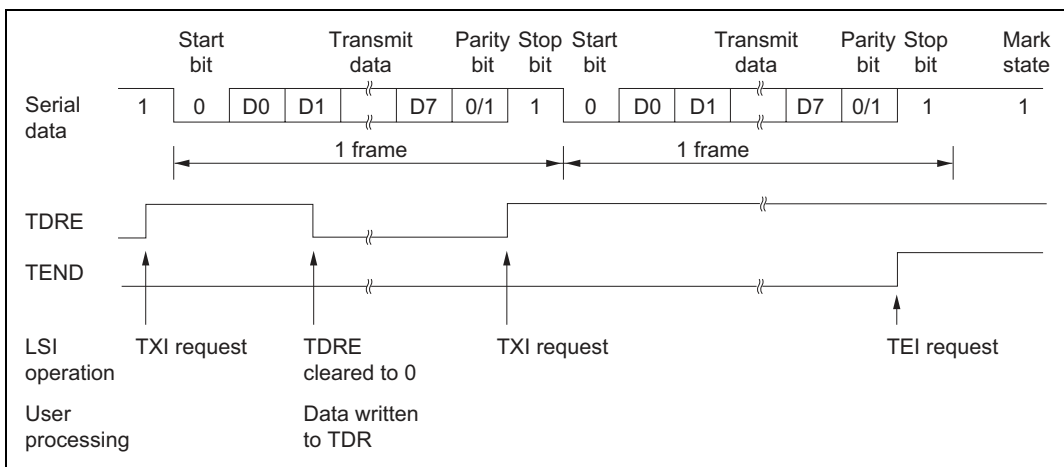 Start bit Transmit data Parity bit Stop bit Start bit Transmit data Parity bit Stop bit Mark state
Serial data 1 0 D0 D1 D7 0/1 1 0 D0 D1 D7 0/1 1 1
1 frame 1 frame
TDRE
TEND
LSI operation TXI request TDRE cleared to 0 TXI request TEI request
User processing Data written to TDR